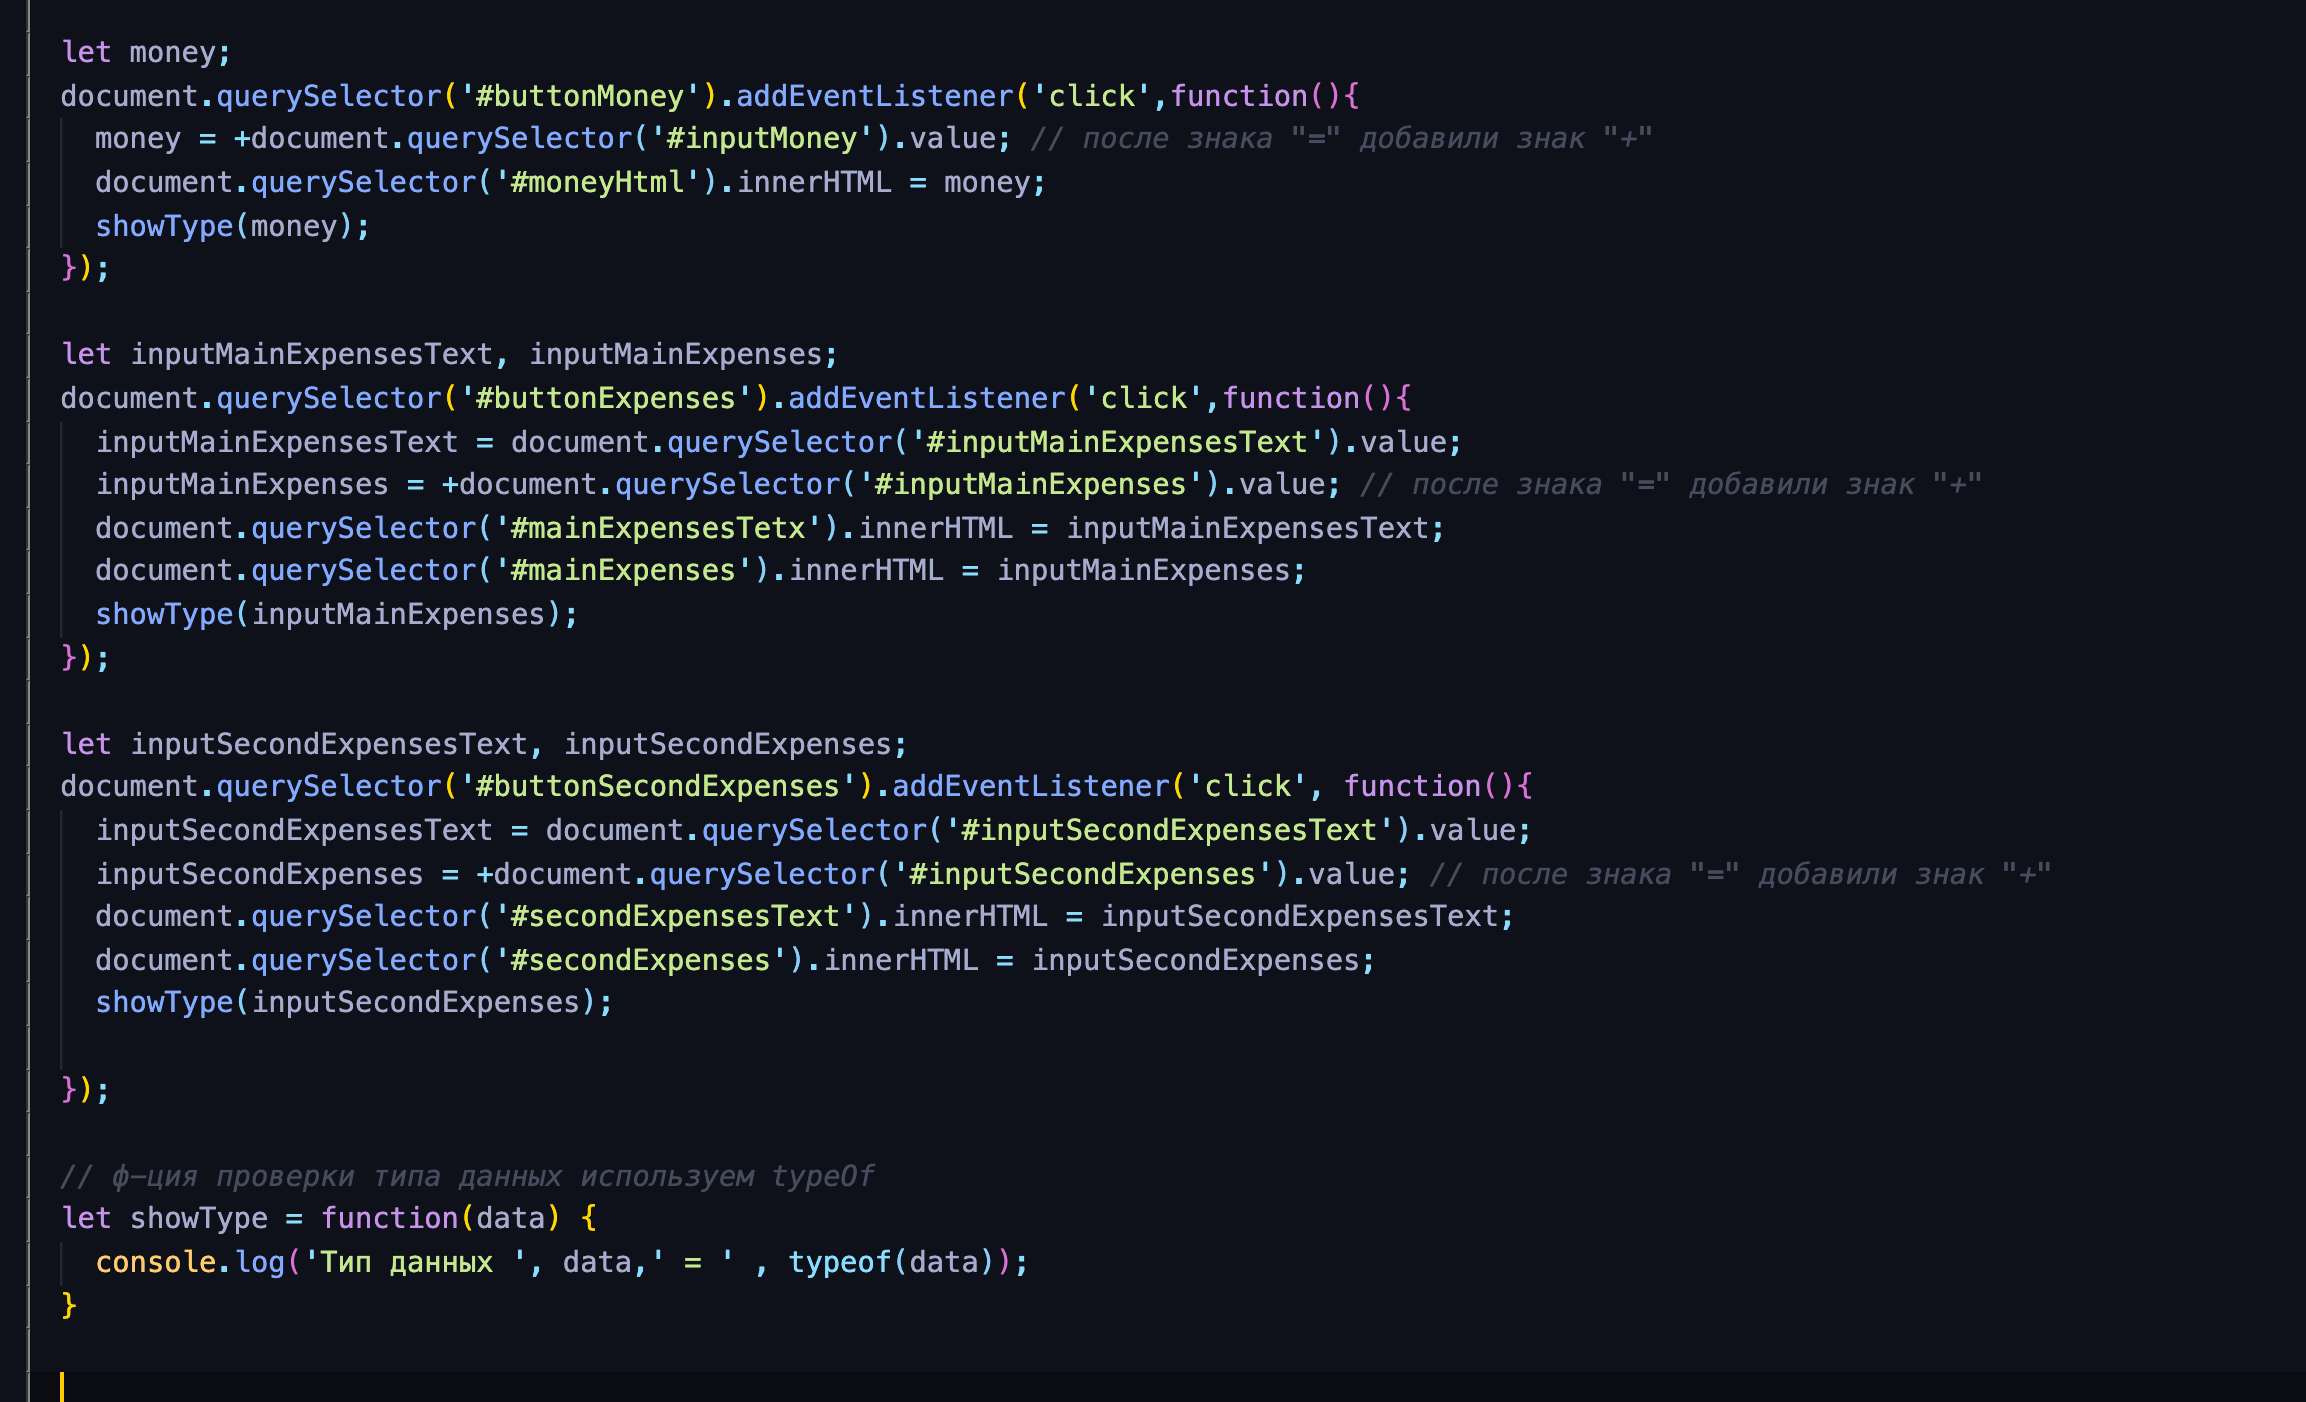 let money;
document.querySelector('#buttonMoney').addEventListener('click',function(){
  money = +document.querySelector('#inputMoney').value; // после знака "=" добавили знак "+"
  document.querySelector('#moneyHtml').innerHTML = money;
  showType(money);
});
let inputMainExpensesText, inputMainExpenses;
document.querySelector('#buttonExpenses').addEventListener('click',function(){
  inputMainExpensesText = document.querySelector('#inputMainExpensesText').value;
  inputMainExpenses = +document.querySelector('#inputMainExpenses').value; // после знака "=" добавили знак "+"
  document.querySelector('#mainExpensesTetx').innerHTML = inputMainExpensesText;
  document.querySelector('#mainExpenses').innerHTML = inputMainExpenses;
  showType(inputMainExpenses);
});
let inputSecondExpensesText, inputSecondExpenses;
document.querySelector('#buttonSecondExpenses').addEventListener('click', function(){
  inputSecondExpensesText = document.querySelector('#inputSecondExpensesText').value;
  inputSecondExpenses = +document.querySelector('#inputSecondExpenses').value; // после знака "=" добавили знак "+"
  document.querySelector('#secondExpensesText').innerHTML = inputSecondExpensesText;
  document.querySelector('#secondExpenses').innerHTML = inputSecondExpenses;
  showType(inputSecondExpenses);
});
// ф-ция проверки типа данных используем typeOf
let showType = function(data) {
  console.log('Тип данных ', data,' = ' , typeof(data));
}